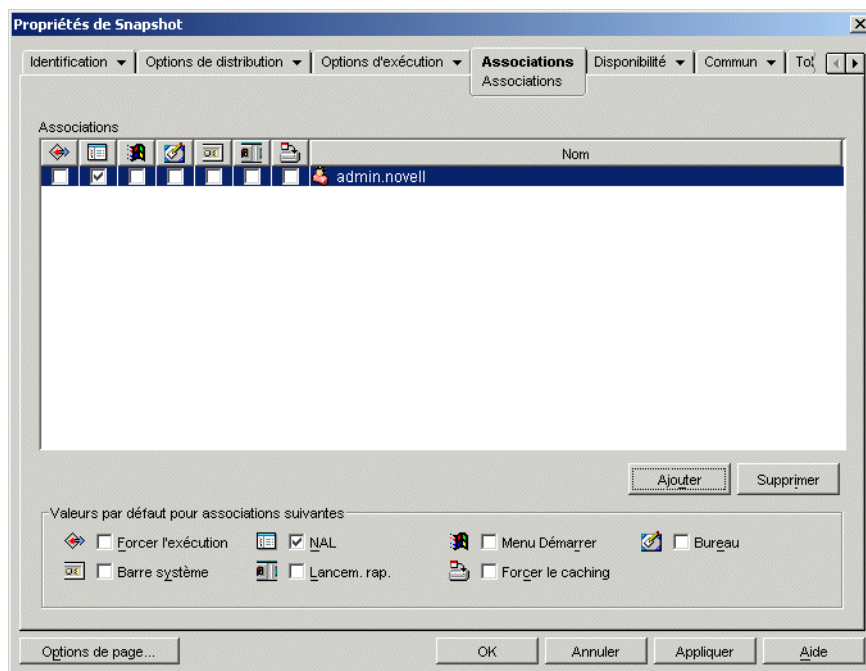 Propriétés de Snapshot
Identification Options de distribution Options d'exécution Associations Disponibilité Commun
Associations
Associations
Nom
admin.novell
Ajouter Supprimer
Valeurs par défaut pour associations suivantes
Forcer l'exécution NAL Menu Démarrer Bureau
Barre système Lancem. rap. Forcer le caching
Options de page... OK Annuler Appliquer Aide